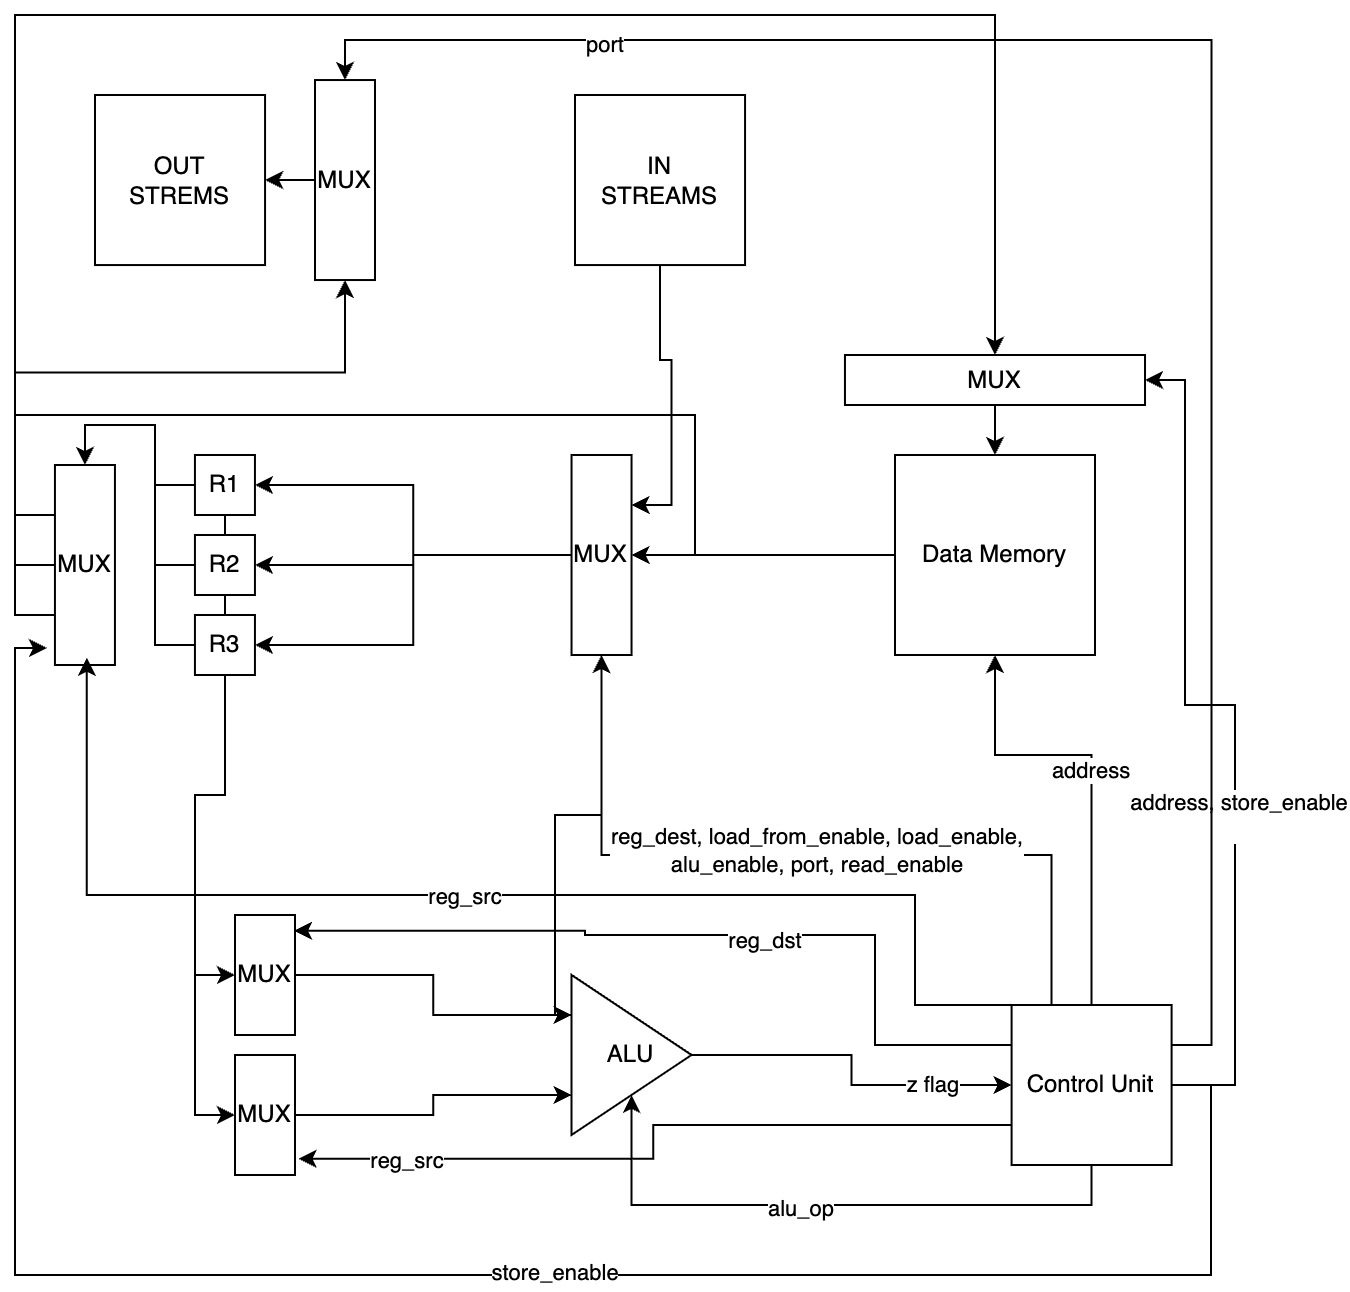 port
OUT
STREMS
MUX
IN
STREAMS
MUX
R1
MUX
R2
MUX
Data Memory
R3
address
address, store_enable
reg_dest, load_from_enable, load_enable,
alu_enable, port, read_enable
reg_src
reg_dst
MUX
ALU
z flag
Control Unit
MUX
reg_src
alu_op
store_enable